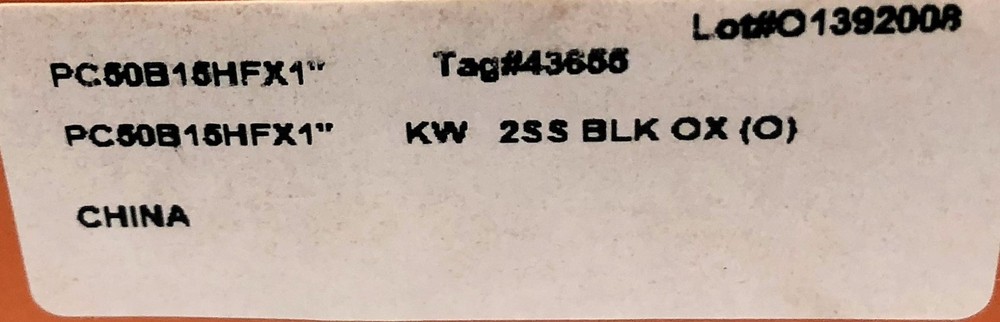 Lot#O1392008
PC50B15HFX1" Tag#43655
PC50B15HFX1" KW 2SS BLK OX (O)
CHINA